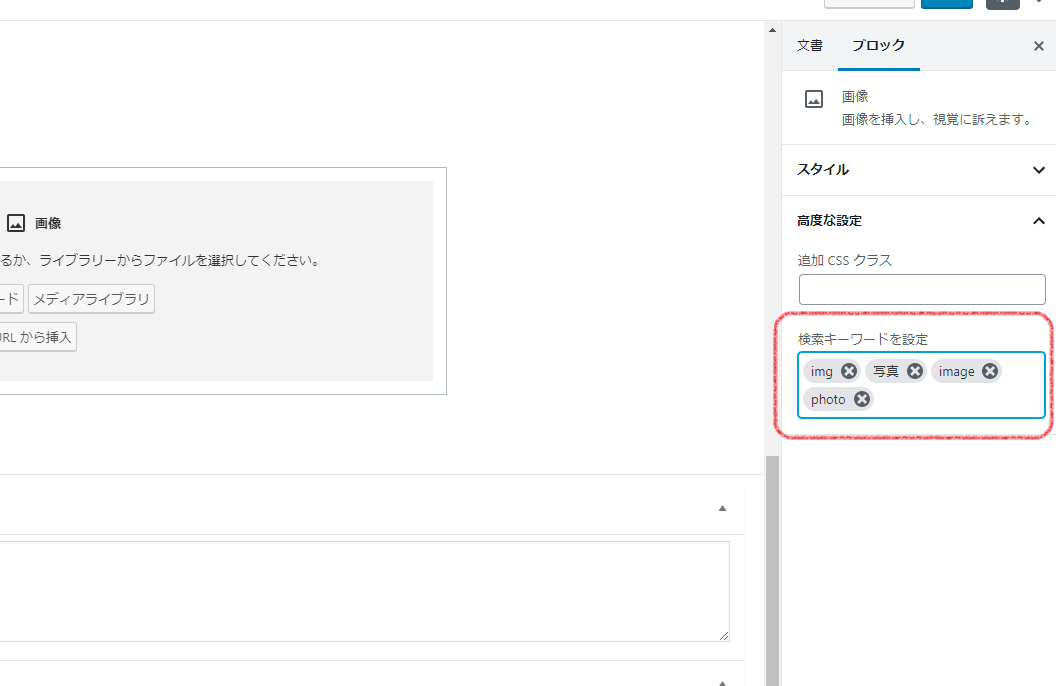 画像
るか、ライブラリーからファイルを選択してください。
ード
メディアライブラリ
URL から挿入
文書
ブロック
画像
画像を挿入し、視覚に訴えます。
スタイル
高度な設定
追加 CSS クラス
検索キーワードを設定
img
写真
image
photo